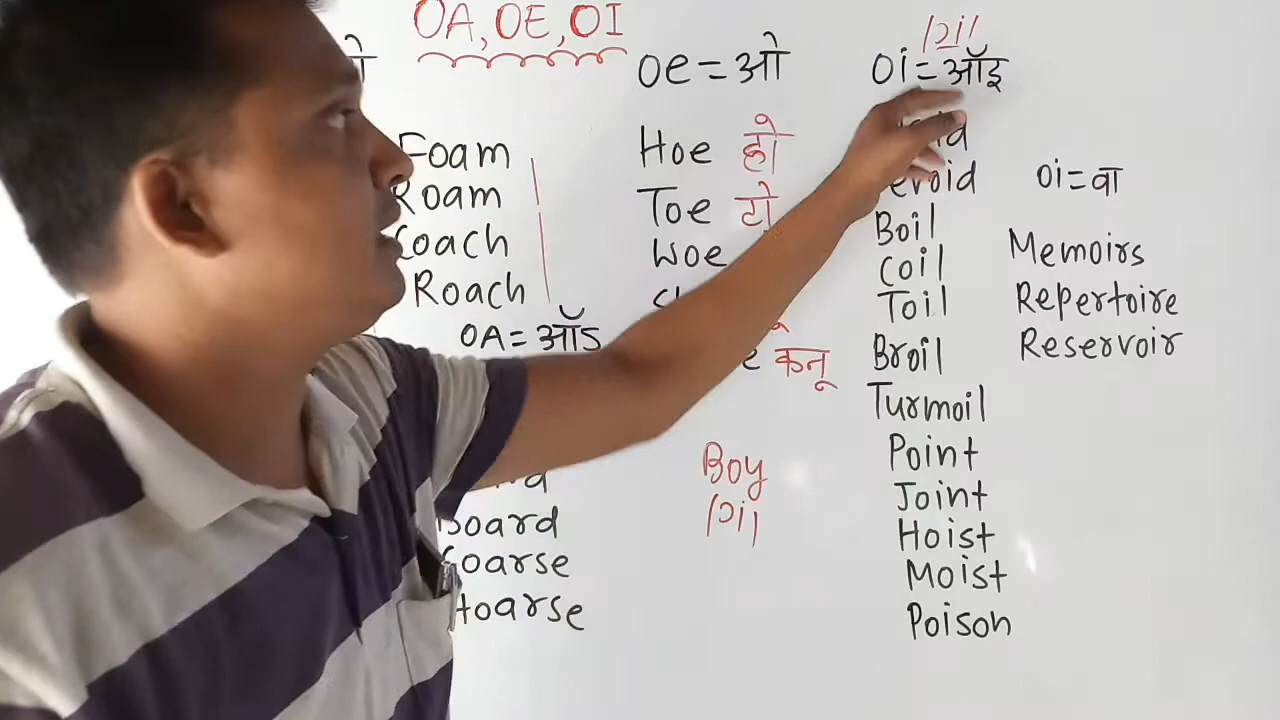 OA, OE, OI
Foam
Roam
Coach
Roach
OA = ऑऽ
Board
Coarse
Hoarse
oe = ओ
Hoe हो
Toe टो
Woe
कनू
Boy
/ɔi/
/ɔi/
oi = ऑइ
Boil
Coil
Toil
Broil
Turmoil
Point
Joint
Hoist
Moist
Poison
oi = वा
Memoirs
Repertoire
Reservoir